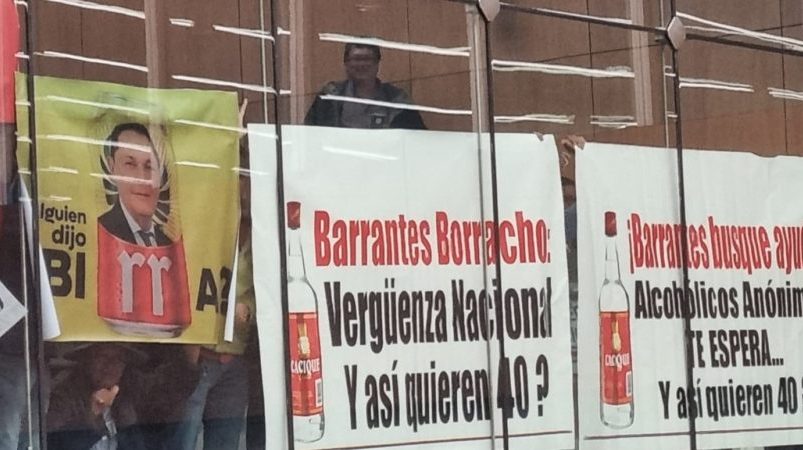 lguien
dijo
BI
rr
A?
Barrantes Borracho:
Vergüenza Nacional
Y así quieren 40 ?
CACIQUE
¡Barrantes busque ayu
Alcohólicos Anónim
TE ESPERA...
Y así quieren 40 ?
CACIQUE